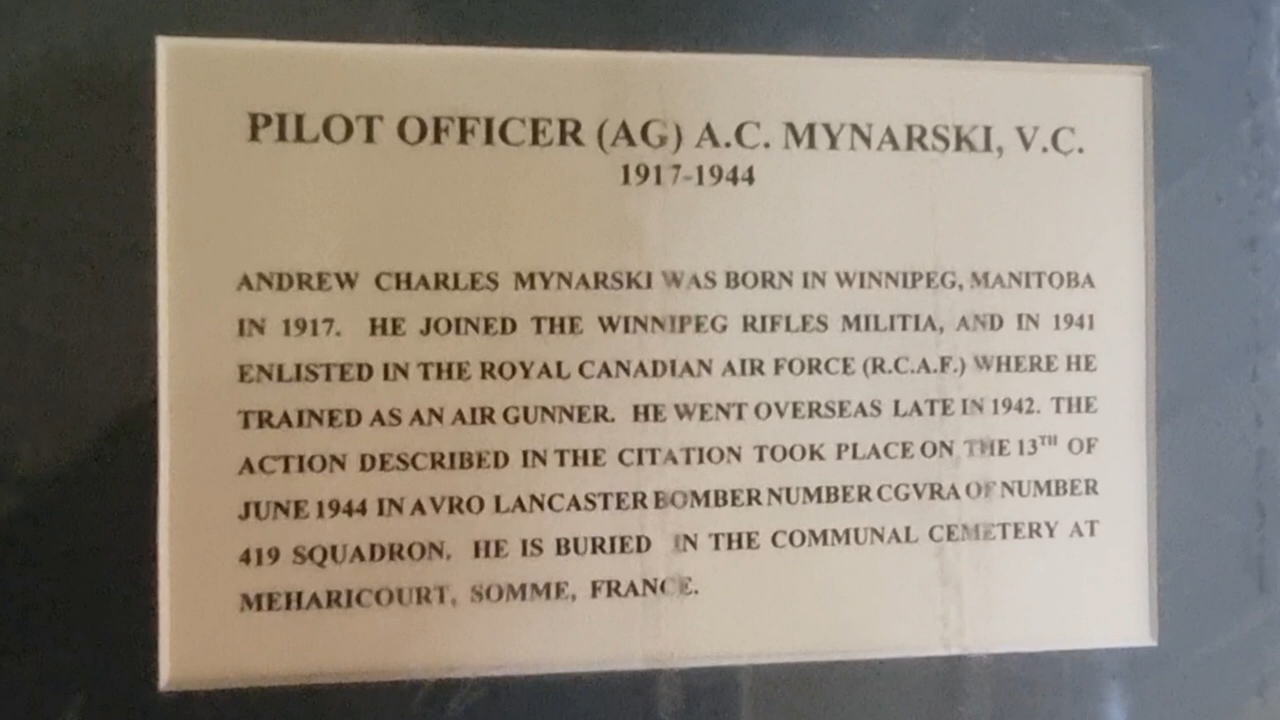 PILOT OFFICER (AG) A.C. MYNARSKI, V.C.
1917-1944
ANDREW CHARLES MYNARSKI WAS BORN IN WINNIPEG, MANITOBA
IN 1917. HE JOINED THE WINNIPEG RIFLES MILITIA, AND IN 1941
ENLISTED IN THE ROYAL CANADIAN AIR FORCE (R.C.A.F.) WHERE HE
TRAINED AS AN AIR GUNNER. HE WENT OVERSEAS LATE IN 1942. THE
ACTION DESCRIBED IN THE CITATION TOOK PLACE ON THE 13TH OF
JUNE 1944 IN AVRO LANCASTER BOMBER NUMBER CGVRA OF NUMBER
419 SQUADRON. HE IS BURIED IN THE COMMUNAL CEMETERY AT
MEHARICOURT, SOMME, FRANCE.